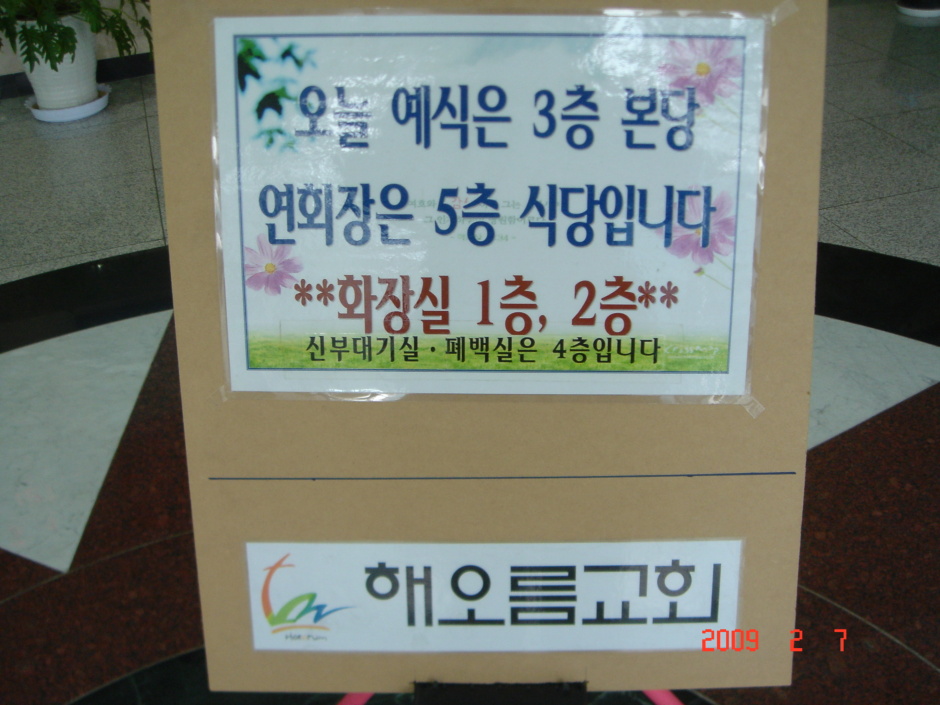 오늘 예식은 3층 본당
연회장은 5층 식당입니다
**화장실 1층, 2층**
신부대기실·폐백실은 4층입니다
해오름교회
2009 2 7